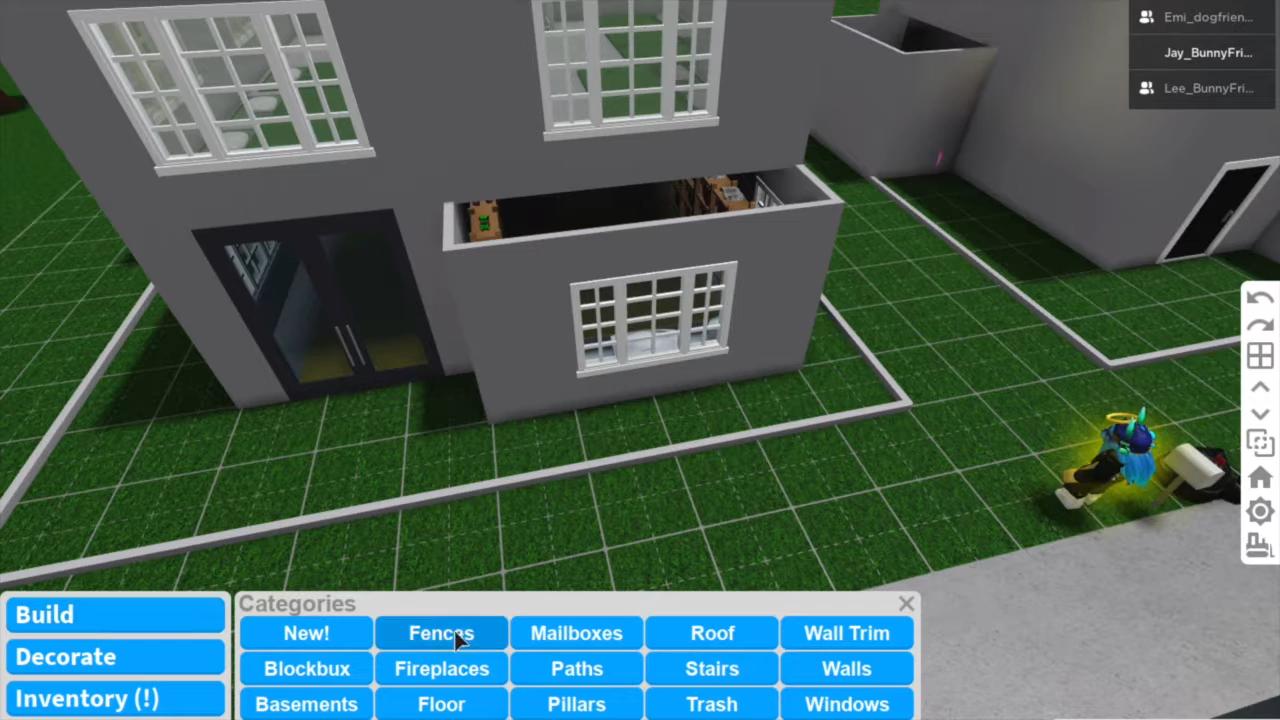 Emi_dogfrien...
Jay_BunnyFri...
Lee_BunnyFri...
Build
Decorate
Inventory (!)
Categories
New! Fences Mailboxes Roof Wall Trim
Blockbux Fireplaces Paths Stairs Walls
Basements Floor Pillars Trash Windows